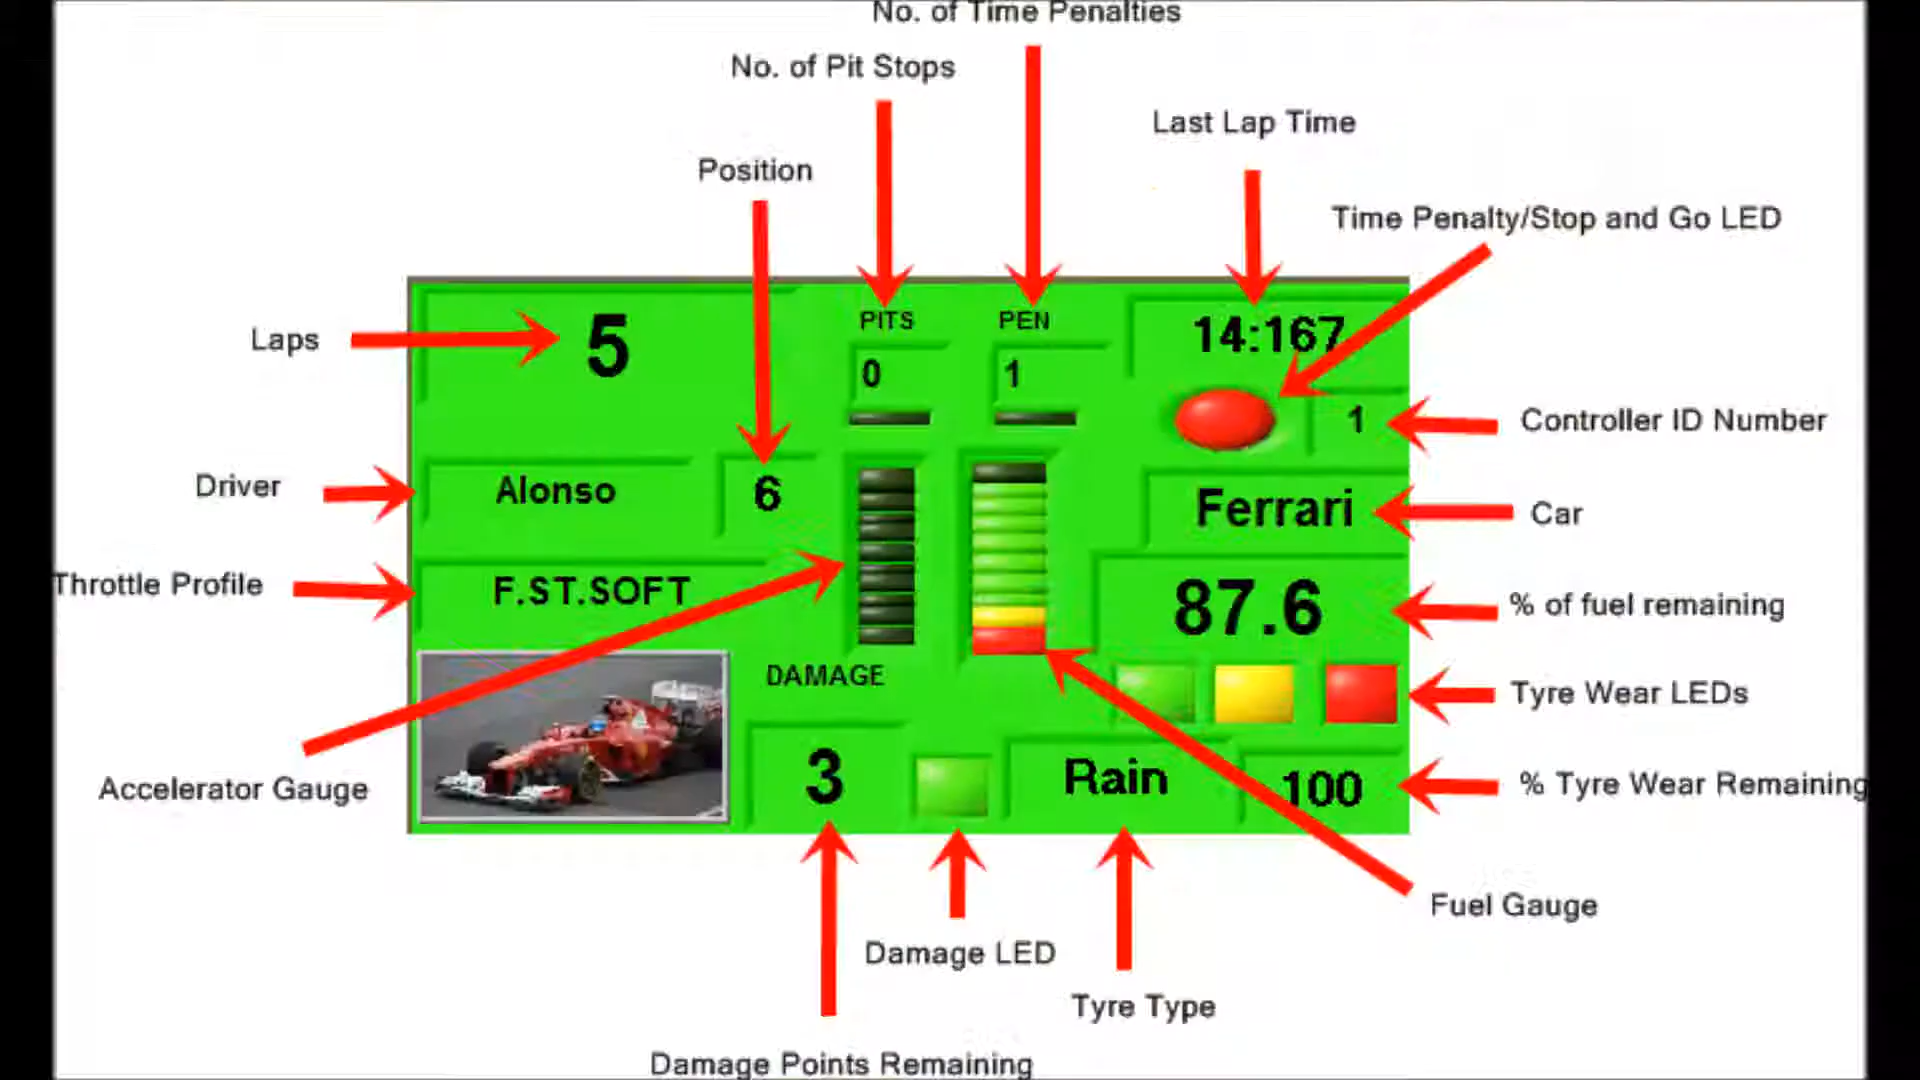 No. of Time Penalties
No. of Pit Stops
Last Lap Time
Position
Time Penalty/Stop and Go LED
Laps
5
PITS
PEN
14:167
0
1
1
Controller ID Number
Driver
Alonso
6
Ferrari
Car
Throttle Profile
F.ST.SOFT
87.6
% of fuel remaining
DAMAGE
Tyre Wear LEDs
Accelerator Gauge
3
Rain
100
% Tyre Wear Remaining
Fuel Gauge
Damage LED
Tyre Type
Damage Points Remaining